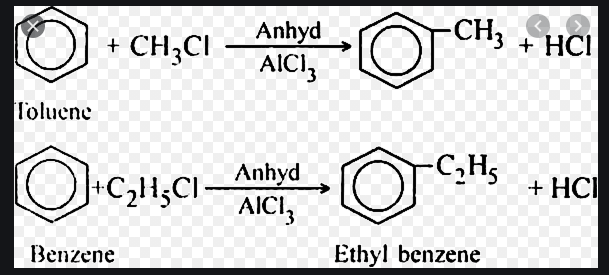 + CH₃Cl Anhyd AlCl₃ CH₃ + HCl
Toluene
+C₂H₅Cl Anhyd AlCl₃ C₂H₅ + HCl
Benzene Ethyl benzene